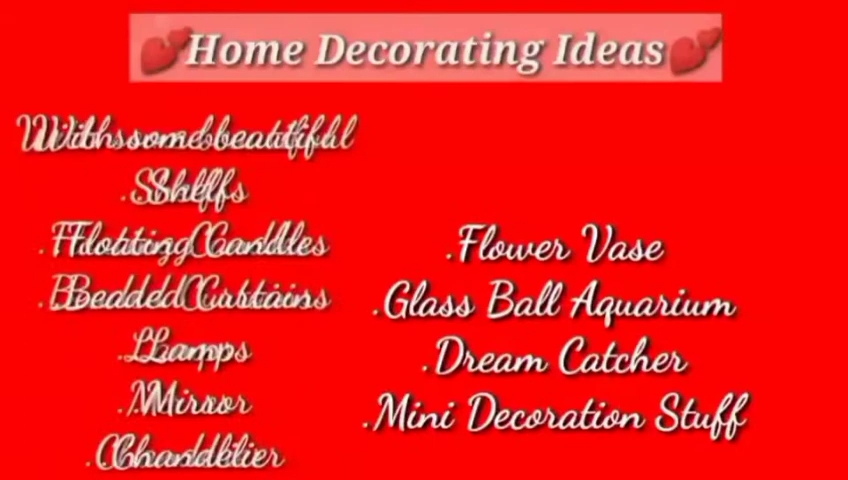 💕Home Decorating Ideas💕
With some beautiful
.Shelfs
.Floating Candles
.Beaded Curtains
.Lamps
.Mirror
.Chandelier
.Flower Vase
.Glass Ball Aquarium
.Dream Catcher
.Mini Decoration Stuff